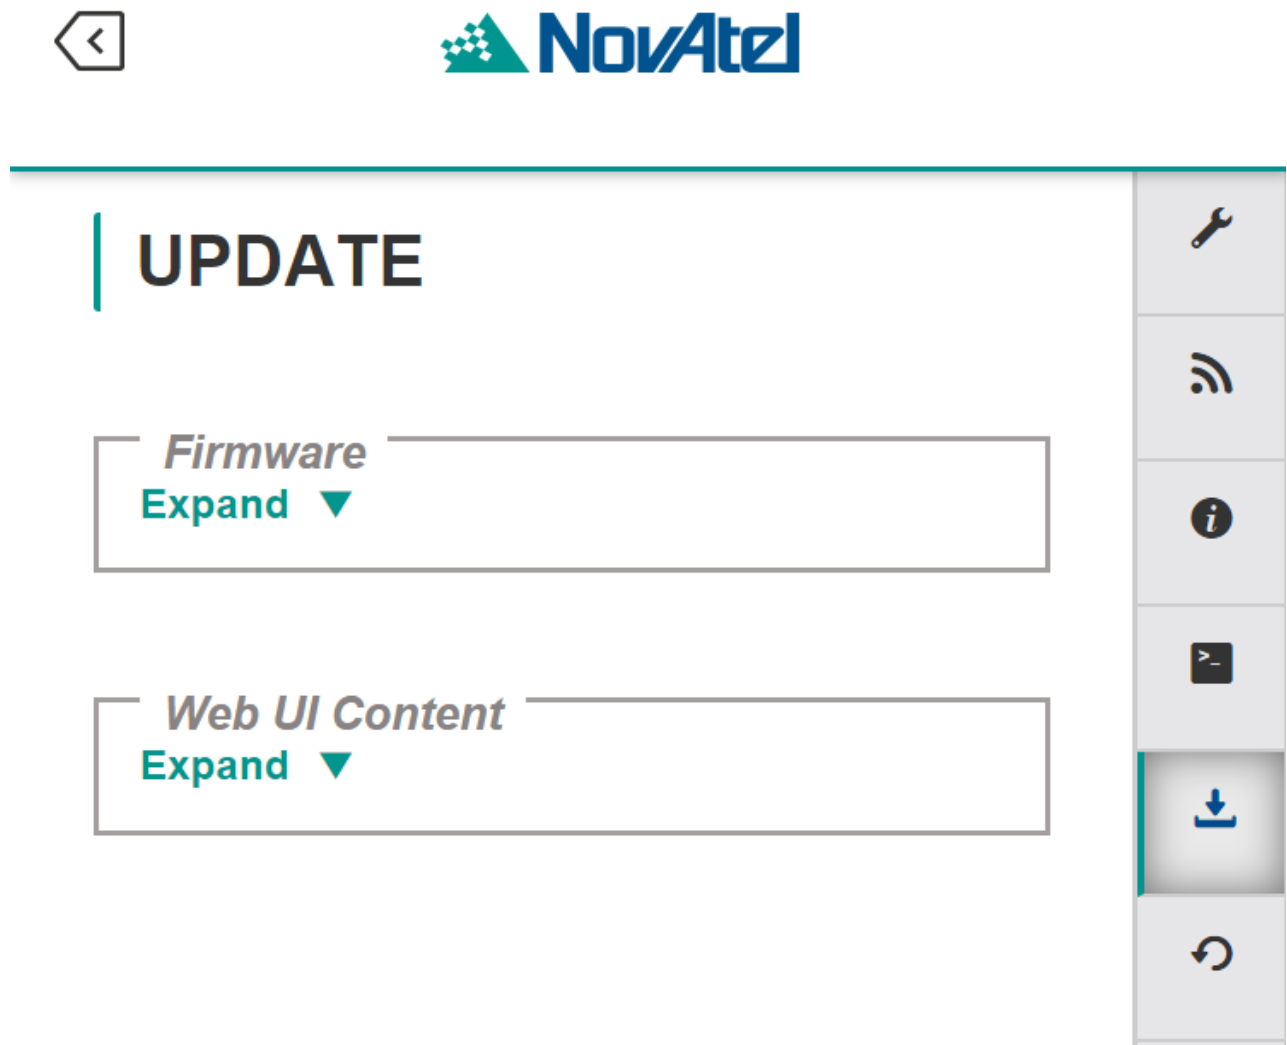 NovAtel
UPDATE
Firmware
Expand ▼
Web UI Content
Expand ▼